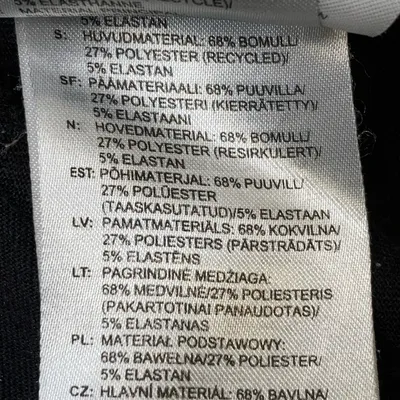 5% ELASTHANNE
5% ELASTAN
S: HUVUDMATERIAL: 68% BOMULL/
27% POLYESTER (RECYCLED)/
5% ELASTAN
SF: PÄÄMATERIAALI: 68% PUUVILLA/
27% POLYESTERI (KIERRÄTETTY)/
5% ELASTAANI
N: HOVEDMATERIAL: 68% BOMULL/
27% POLYESTER (RESIRKULERT)/
5% ELASTAN
EST: PÕHIMATERJAL: 68% PUUVILL/
27% POLÜESTER
(TAASKASUTATUD)/5% ELASTAAN
LV: PAMATMATERIĀLS: 68% KOKVILNA/
27% POLIESTERS (PĀRSTRĀDĀTS)/
5% ELASTĒNS
LT: PAGRINDINĖ MEDŽIAGA:
68% MEDVILNĖ/27% POLIESTERIS
(PAKARTOTINAI PANAUDOTAS)/
5% ELASTANAS
PL: MATERIAŁ PODSTAWOWY:
68% BAWEŁNA/27% POLIESTER/
5% ELASTAN
CZ: HLAVNÍ MATERIÁL: 68% BAVLNA/